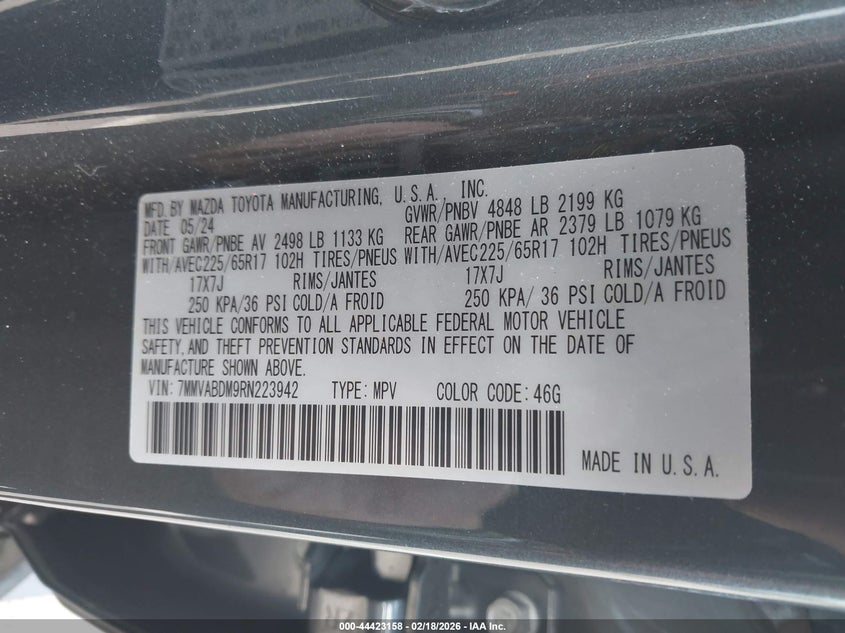 MFD. BY MAZDA TOYOTA MANUFACTURING, U.S.A., INC.
DATE 05/24
GVWR/PNBV 4848 LB 2199 KG
FRONT GAWR/PNBE AV 2498 LB 1133 KG
REAR GAWR/PNBE AR 2379 LB 1079 KG
WITH/AVEC225/65R17 102H TIRES/PNEUS
WITH/AVEC225/65R17 102H TIRES/PNEUS
17X7J RIMS/JANTES
17X7J RIMS/JANTES
250 KPA/36 PSI COLD/A FROID
250 KPA/ 36 PSI COLD/A FROID
THIS VEHICLE CONFORMS TO ALL APPLICABLE FEDERAL MOTOR VEHICLE
SAFETY,AND THEFT PREVENTION STANDARDS IN EFFECT ON THE DATE OF
MANUFACTURE SHOWN ABOVE.
VIN: 7MMVABDM9RN223942 TYPE: MPV COLOR CODE: 46G
MADE IN U.S.A.
000-44423158 - 02/18/2026 - IAA, Inc.